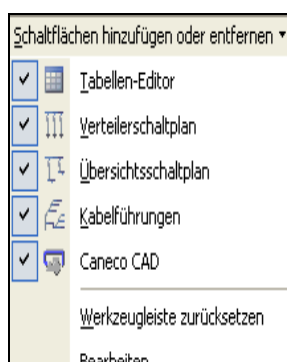 Schaltflächen hinzufügen oder entfernen
Tabellen-Editor
Verteilerschaltplan
Übersichtsschaltplan
Kabelführungen
Caneco CAD
Werkzeugleiste zurücksetzen
Bearbeiten